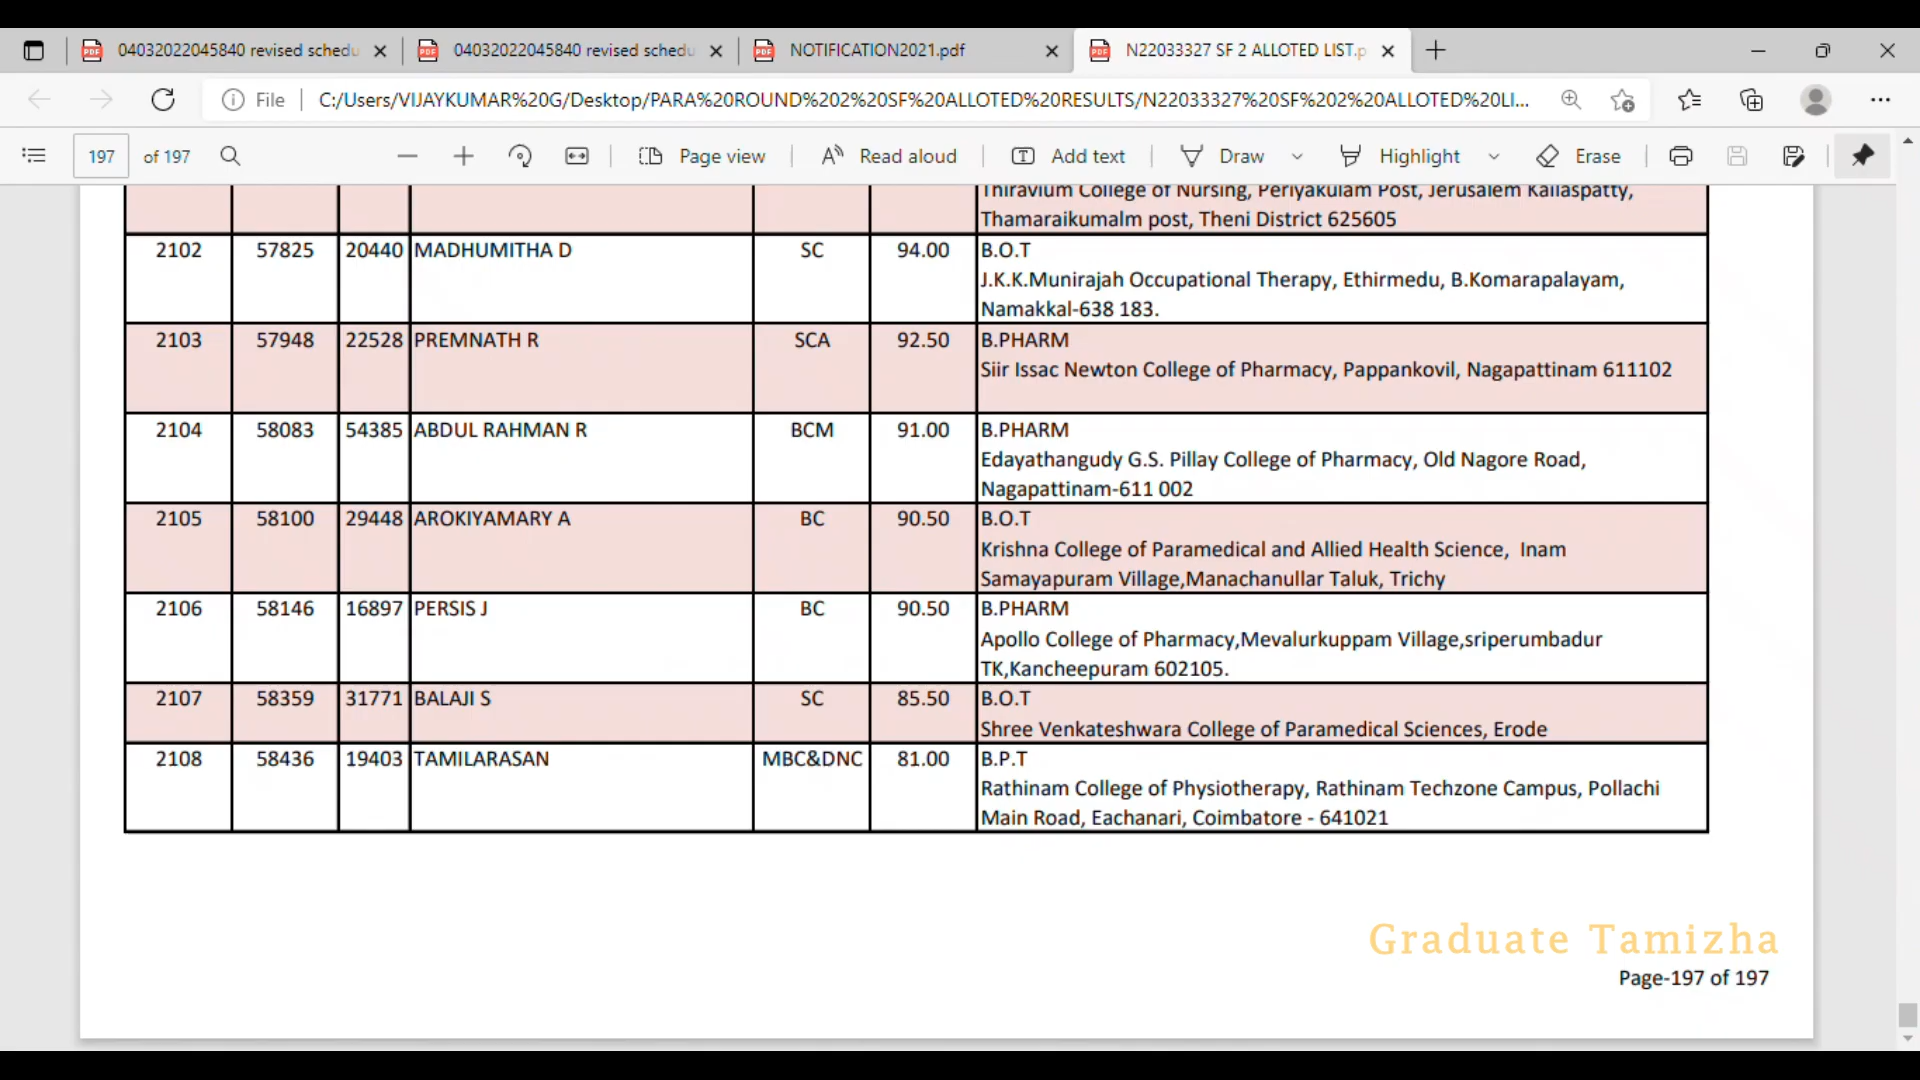 04032022045840 revised schedu
04032022045840 revised schedu
NOTIFICATION2021.pdf
N22033327 SF 2 ALLOTED LIST.p
File C:/Users/VIJAYKUMAR%20G/Desktop/PARA%20ROUND%202%20SF%20ALLOTED%20RESULTS/N22033327%20SF%202%20ALLOTED%20LI...
197 of 197 Page view Read aloud Add text Draw Highlight Erase
Thiravium College of Nursing, Periyakulam Post, Jerusalem Kailaspatty,
Thamaraikumalm post, Theni District 625605
2102 57825 20440 MADHUMITHA D SC 94.00 B.O.T
J.K.K.Munirajah Occupational Therapy, Ethirmedu, B.Komarapalayam,
Namakkal-638 183.
2103 57948 22528 PREMNATH R SCA 92.50 B.PHARM
Siir Issac Newton College of Pharmacy, Pappankovil, Nagapattinam 611102
2104 58083 54385 ABDUL RAHMAN R BCM 91.00 B.PHARM
Edayathangudy G.S. Pillay College of Pharmacy, Old Nagore Road,
Nagapattinam-611 002
2105 58100 29448 AROKIYAMARY A BC 90.50 B.O.T
Krishna College of Paramedical and Allied Health Science, Inam
Samayapuram Village,Manachanullar Taluk, Trichy
2106 58146 16897 PERSIS J BC 90.50 B.PHARM
Apollo College of Pharmacy,Mevalurkuppam Village,sriperumbadur
TK,Kancheepuram 602105.
2107 58359 31771 BALAJI S SC 85.50 B.O.T
Shree Venkateshwara College of Paramedical Sciences, Erode
2108 58436 19403 TAMILARASAN MBC&DNC 81.00 B.P.T
Rathinam College of Physiotherapy, Rathinam Techzone Campus, Pollachi
Main Road, Eachanari, Coimbatore - 641021
Graduate Tamizha
Page-197 of 197